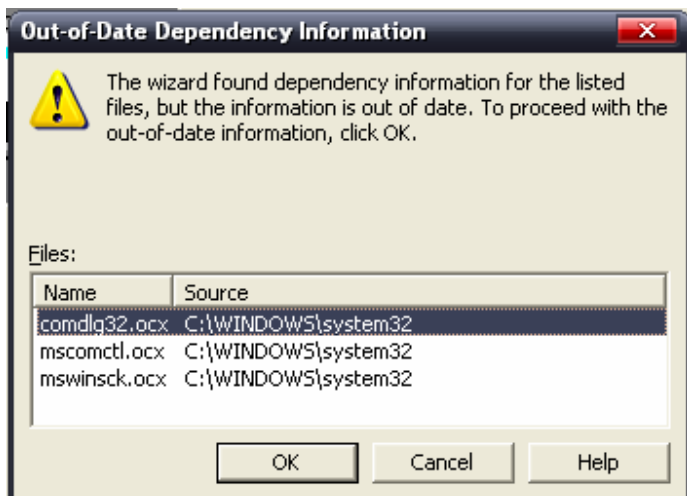 Out-of-Date Dependency Information
The wizard found dependency information for the listed
files, but the information is out of date. To proceed with the
out-of-date information, click OK.
Files:
Name Source
comdlg32.ocx C:\WINDOWS\system32
mscomctl.ocx C:\WINDOWS\system32
mswinsck.ocx C:\WINDOWS\system32
OK Cancel Help